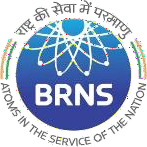 राष्ट्र की सेवा में परमाणु
BRNS
ATOMS IN THE SERVICE OF THE NATION